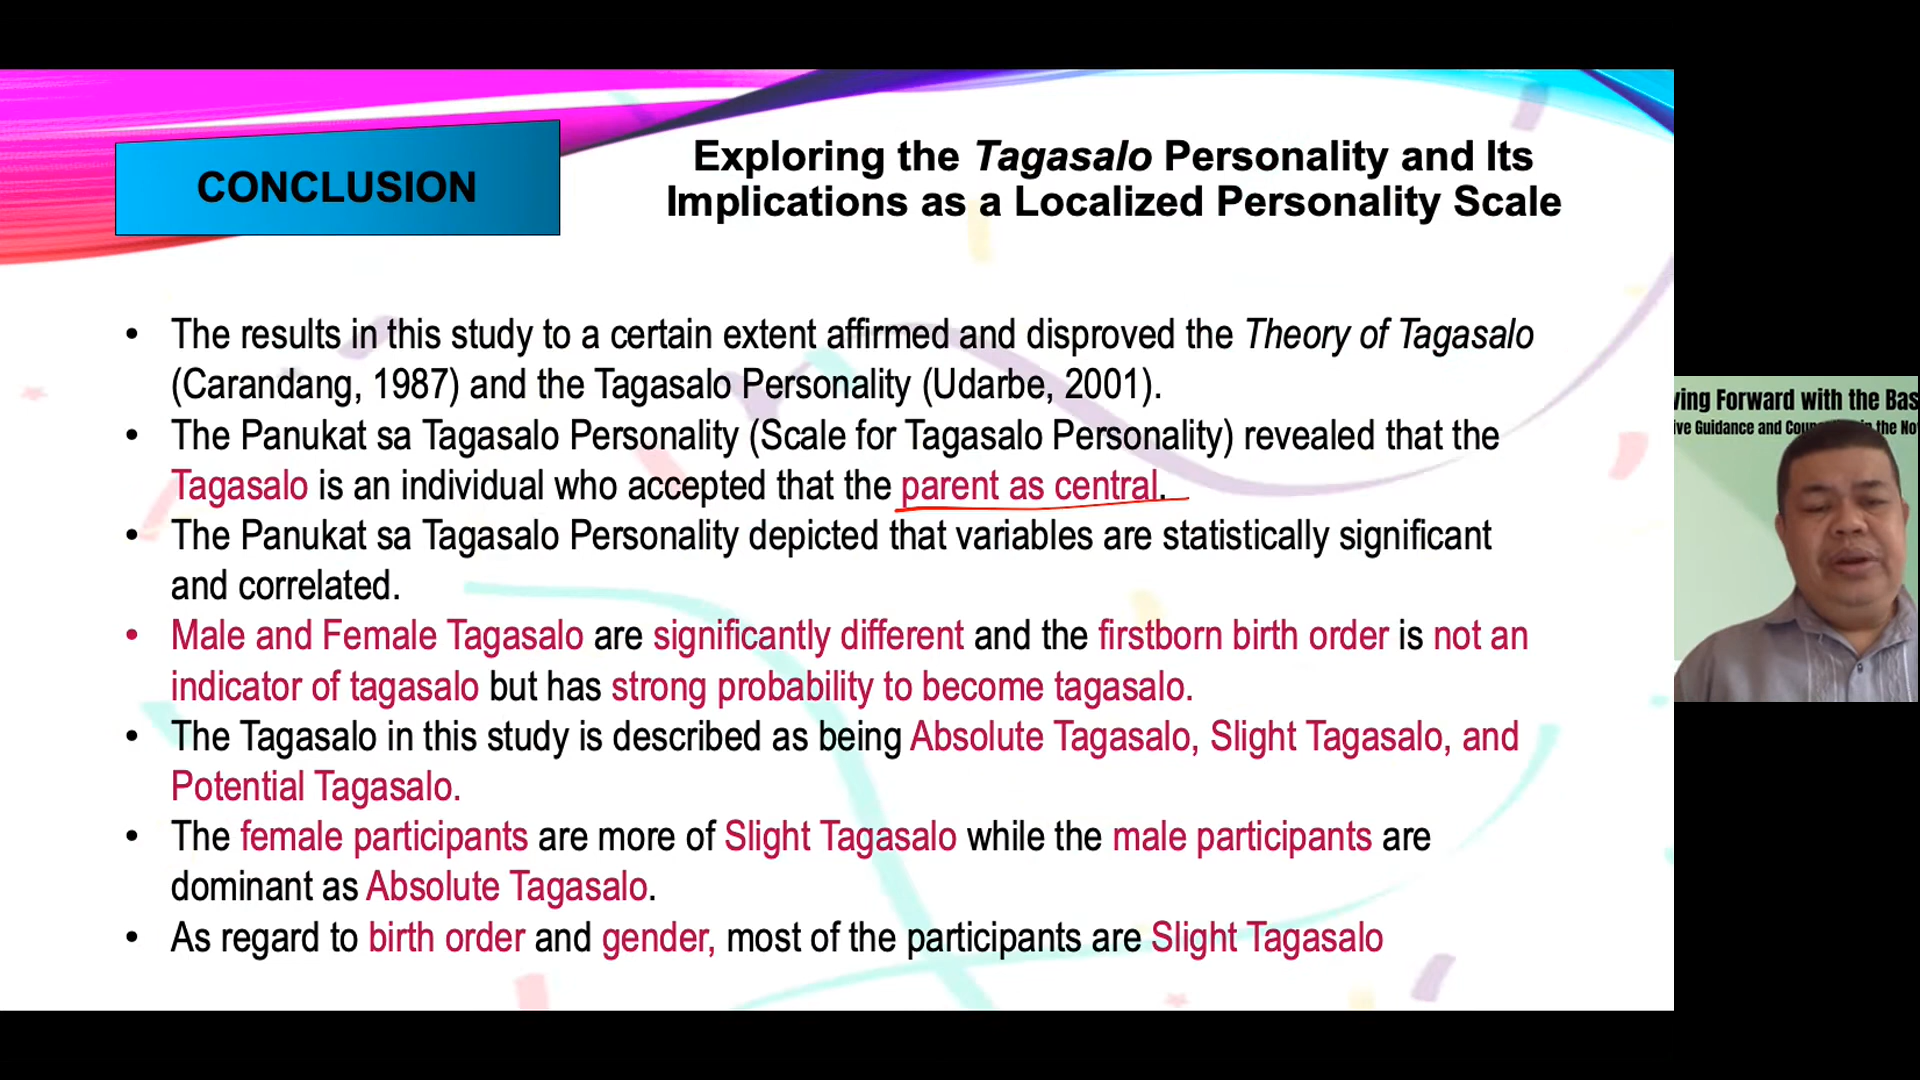 CONCLUSION
Exploring the Tagasalo Personality and Its
Implications as a Localized Personality Scale
• The results in this study to a certain extent affirmed and disproved the Theory of Tagasalo
(Carandang, 1987) and the Tagasalo Personality (Udarbe, 2001).
• The Panukat sa Tagasalo Personality (Scale for Tagasalo Personality) revealed that the
Tagasalo is an individual who accepted that the parent as central.
• The Panukat sa Tagasalo Personality depicted that variables are statistically significant
and correlated.
• Male and Female Tagasalo are significantly different and the firstborn birth order is not an
indicator of tagasalo but has strong probability to become tagasalo.
• The Tagasalo in this study is described as being Absolute Tagasalo, Slight Tagasalo, and
Potential Tagasalo.
• The female participants are more of Slight Tagasalo while the male participants are
dominant as Absolute Tagasalo.
• As regard to birth order and gender, most of the participants are Slight Tagasalo
Forward with the
Guidance and the